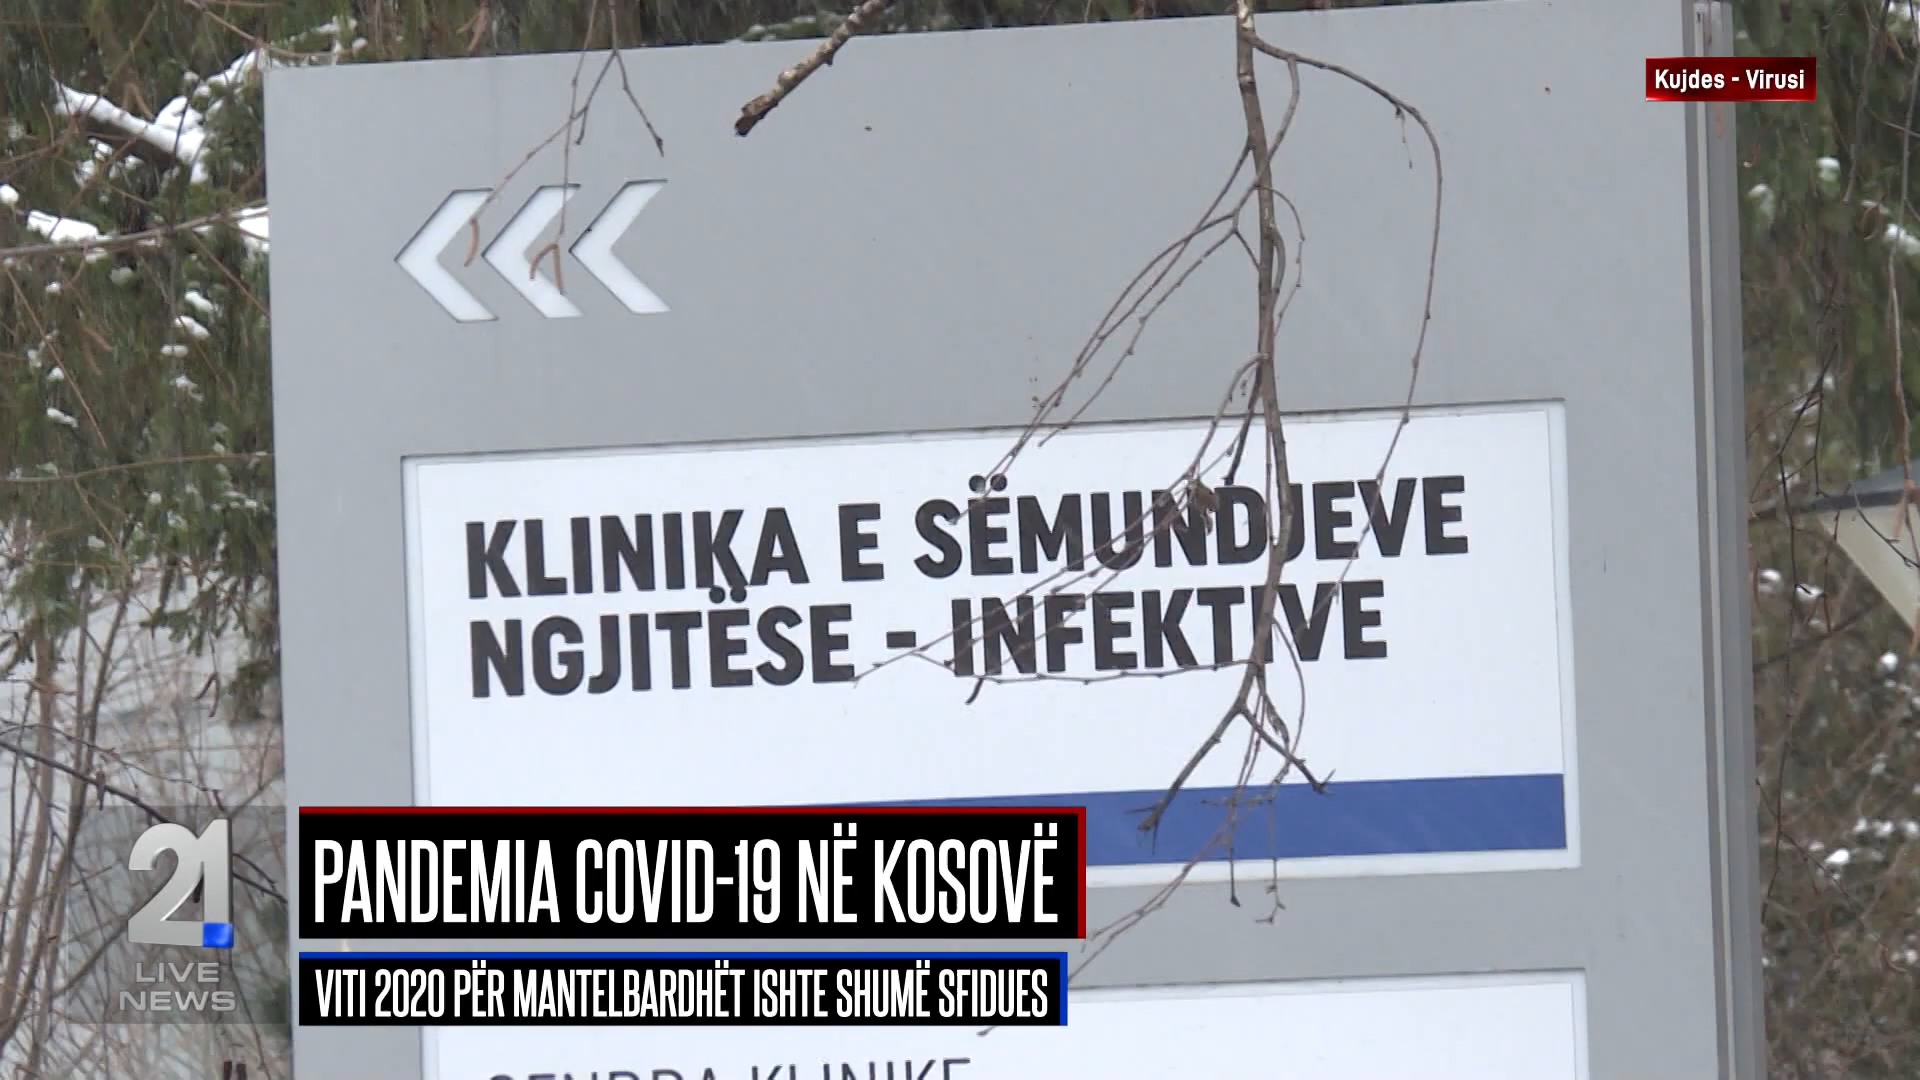 Kujdes - Virusi
KLINIKA E SËMUNDJEVE
NGJITËSE - INFEKTIVE
PANDEMIA COVID-19 NË KOSOVË
VITI 2020 PËR MANTELBARDHËT ISHTE SHUMË SFIDUES
21
LIVE
NEWS
KLINIKE